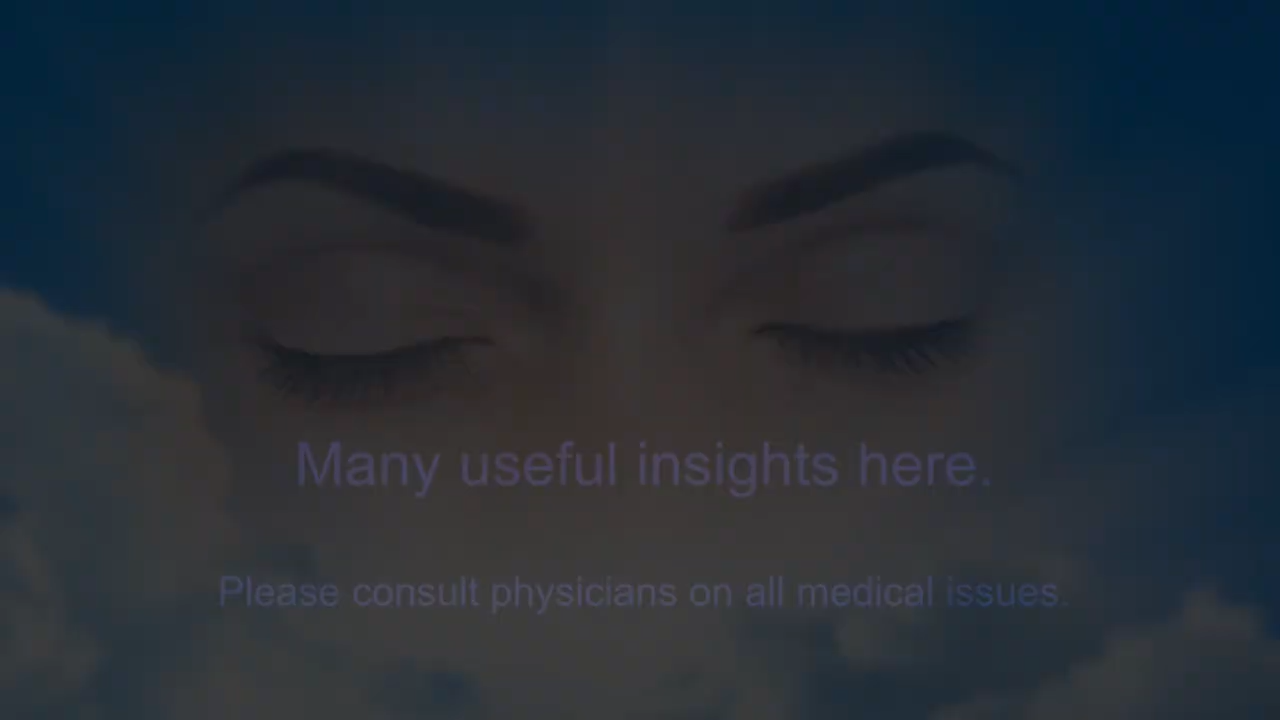 Many useful insights here.
Please consult physicians on all medical issues.